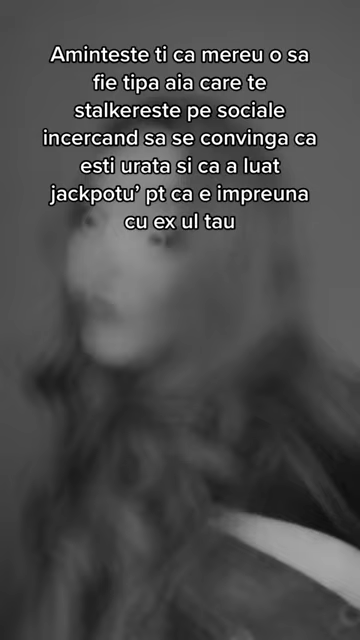 Aminteste ti ca mereu o sa
fie tipa aia care te
stalkereste pe sociale
incercand sa se convinga ca
esti urata si ca a luat
jackpotu' pt ca e impreuna
cu ex ul tau